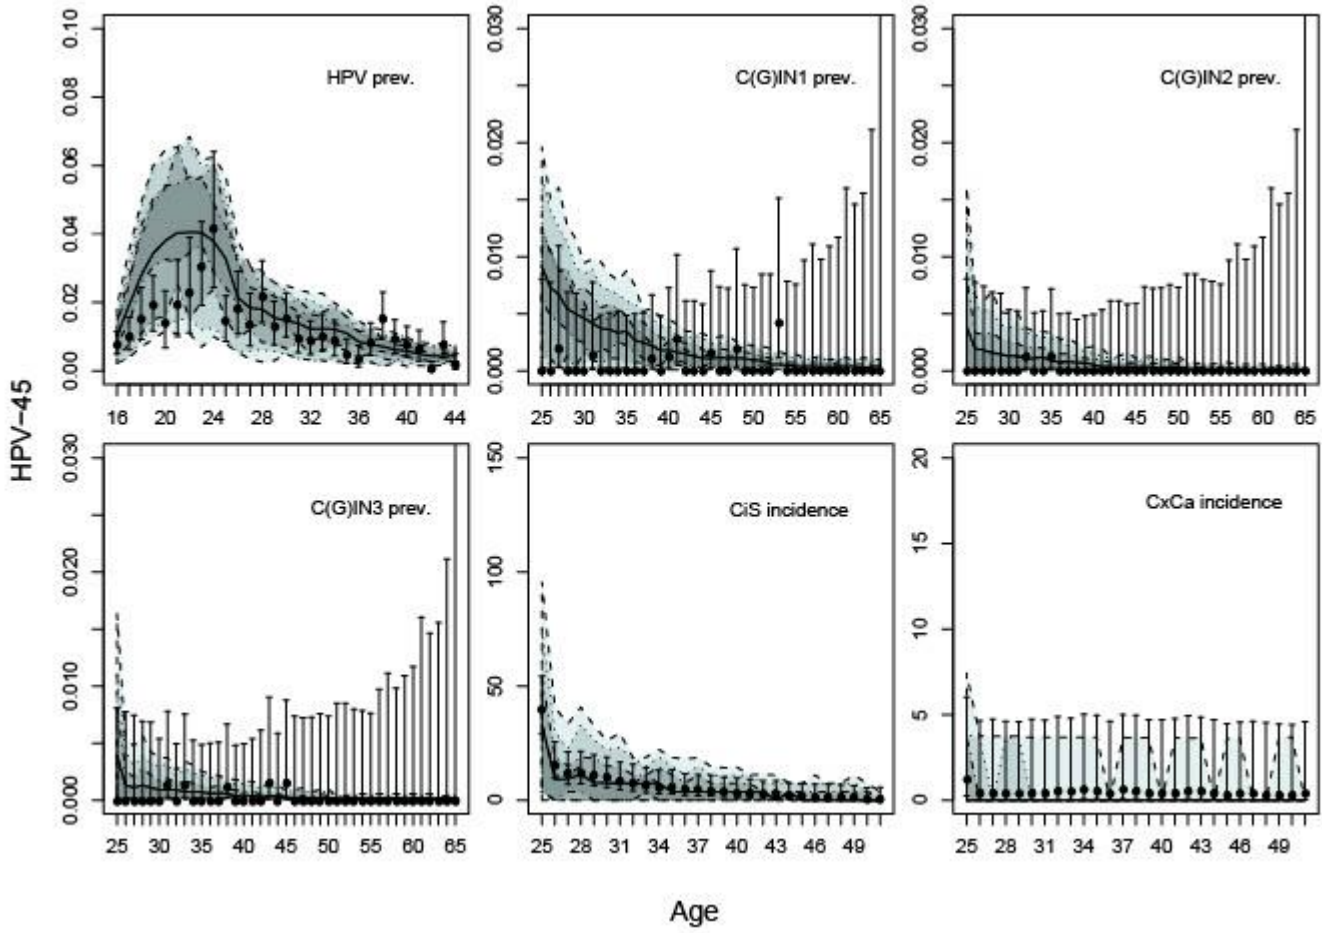 HPV-45
0.00 0.02 0.04 0.06 0.08 0.10
HPV prev.
16 20 24 28 32 36 40 44
0.000 0.010 0.020 0.030
C(G)IN1 prev.
25 30 35 40 45 50 55 65
0.000 0.010 0.020 0.030
C(G)IN2 prev.
25 30 35 40 45 50 55 60 65
0.000 0.010 0.020 0.030
C(G)IN3 prev.
25 30 35 40 45 50 55 65
0 50 100 150
CiS incidence
25 28 31 34 37 40 43 46 49
0 5 10 15 20
CxCa incidence
25 28 31 34 37 40 43 46 49
Age